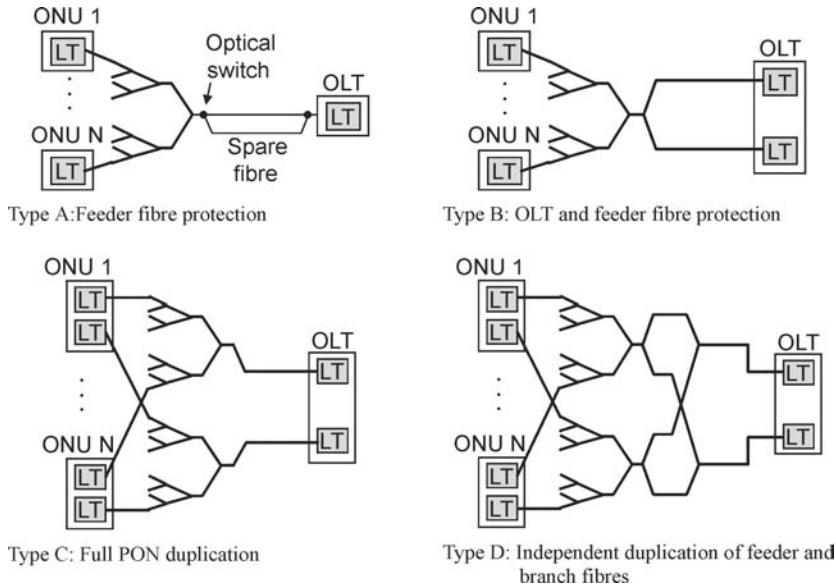 ONU 1
LT
ONU N
LT
Optical
switch
Spare
fibre
OLT
LT
Type A:Feeder fibre protection
ONU 1
LT
ONU N
LT
OLT
LT
LT
Type B: OLT and feeder fibre protection
ONU 1
LT
LT
ONU N
LT
LT
OLT
LT
LT
Type C: Full PON duplication
ONU 1
LT
LT
ONU N
LT
LT
OLT
LT
LT
Type D: Independent duplication of feeder and
branch fibres